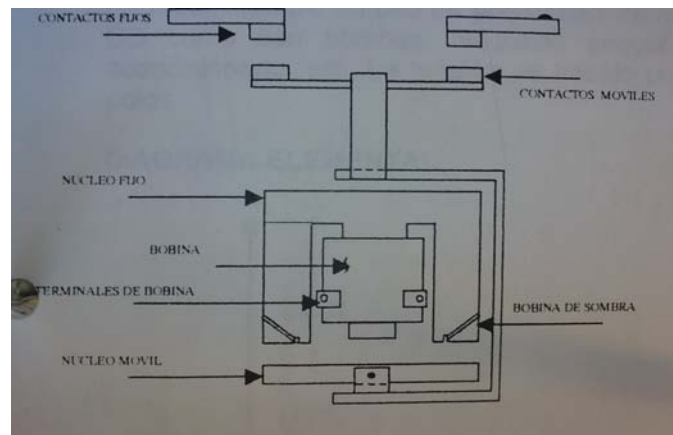 CONTACTOS FIJOS
CONTACTOS MOVILES
NUCLEO FIJO
BOBINA
TERMINALES DE BOBINA
BOBINA DE SOMBRA
NUCLEO MOVIL